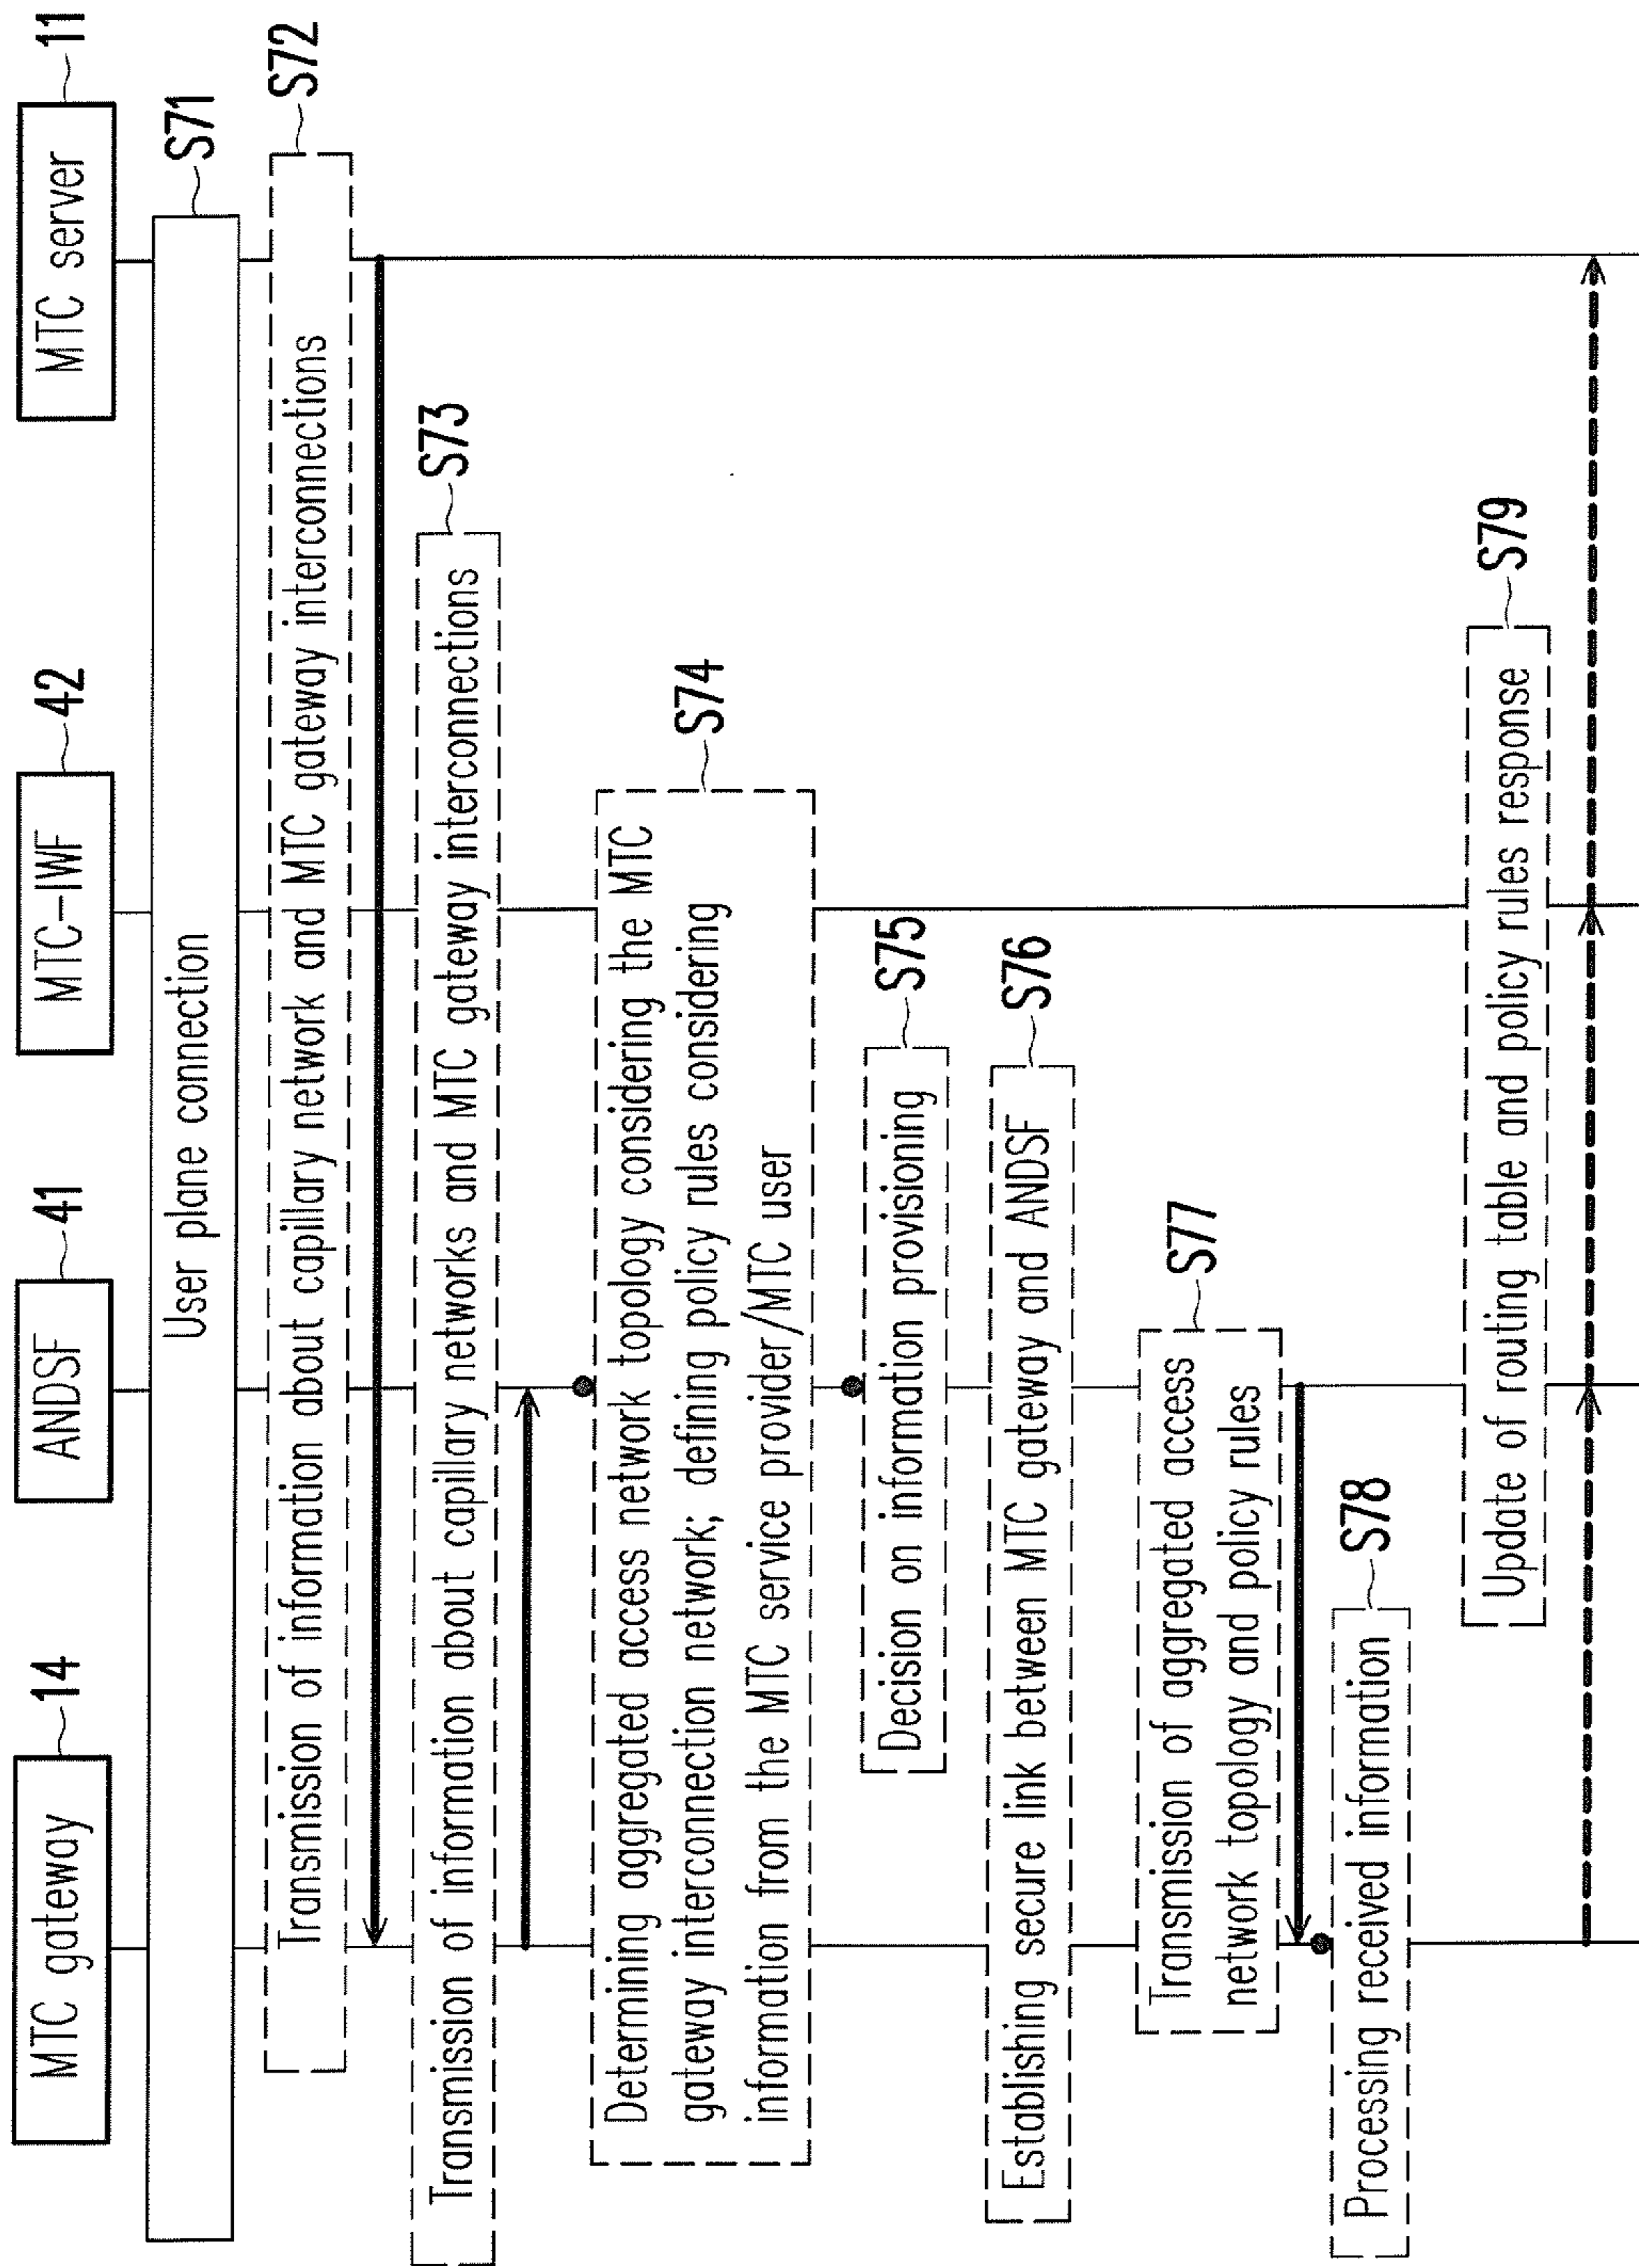 MTC gateway
14
ANDSF
41
MTC-IWF
42
MTC server
11
User plane connection
S71
Transmission of information about capillary network and MTC gateway interconnections
S72
Transmission of information about capillary networks and MTC gateway interconnections
S73
Determining aggregated access network topology considering the MTC
gateway interconnection network; defining policy rules considering
information from the MTC service provider/MTC user
S74
Decision on information provisioning
S75
Establishing secure link between MTC gateway and ANDSF
S76
Transmission of aggregated access
network topology and policy rules
S77
Processing received information
S78
Update of routing table and policy rules response
S79